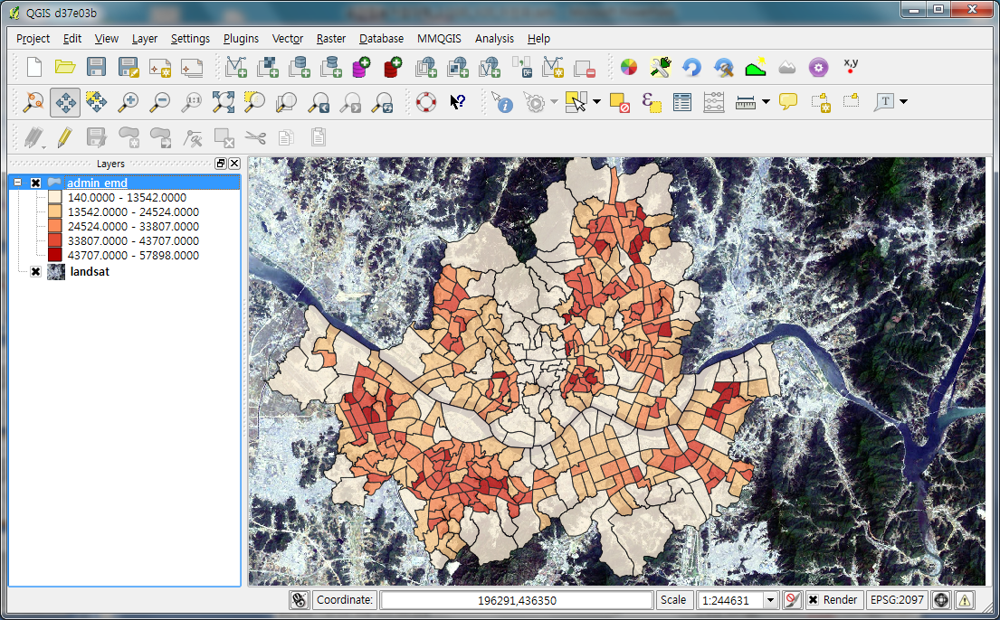 QGIS d37e03b
Project Edit View Layer Settings Plugins Vector Raster Database MMQGIS Analysis Help
x,y
1:1
?
i
ε
T
Layers
admin_emd
140.0000 - 13542.0000
13542.0000 - 24524.0000
24524.0000 - 33807.0000
33807.0000 - 43707.0000
43707.0000 - 57898.0000
landsat
Coordinate: 196291,436350 Scale 1:244631 Render EPSG:2097